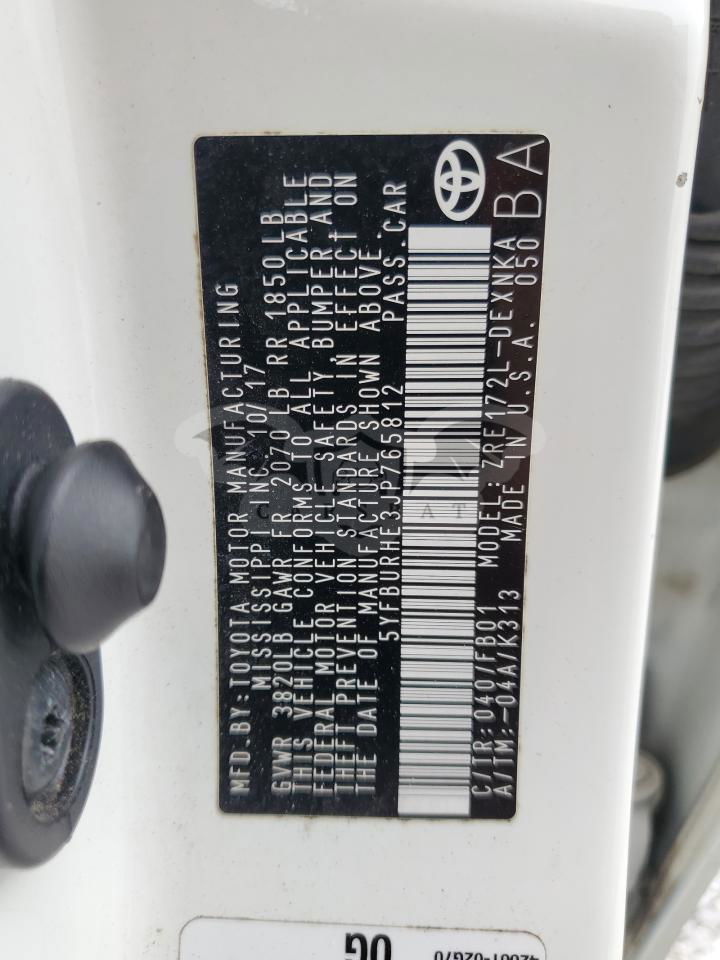 MFD.BY:TOYOTA MOTOR MANUFACTURING
MISSISSIPPI INC. 10/17
GVWR 3820LB GAWR FR 2070LB RR 1850LB
THIS VEHICLE CONFORMS TO ALL APPLICABLE
FEDERAL MOTOR VEHICLE SAFETY, BUMPER AND
THEFT PREVENTION STANDARDS IN EFFECT ON
THE DATE OF MANUFACTURE SHOWN ABOVE.
5YFBURHE3JP765812 PASS.CAR
C/TR:040/FB01 MODEL: ZRE172L-DEXNKA
A/TM:-04A/K313 MADE IN U.S.A. 050 BA